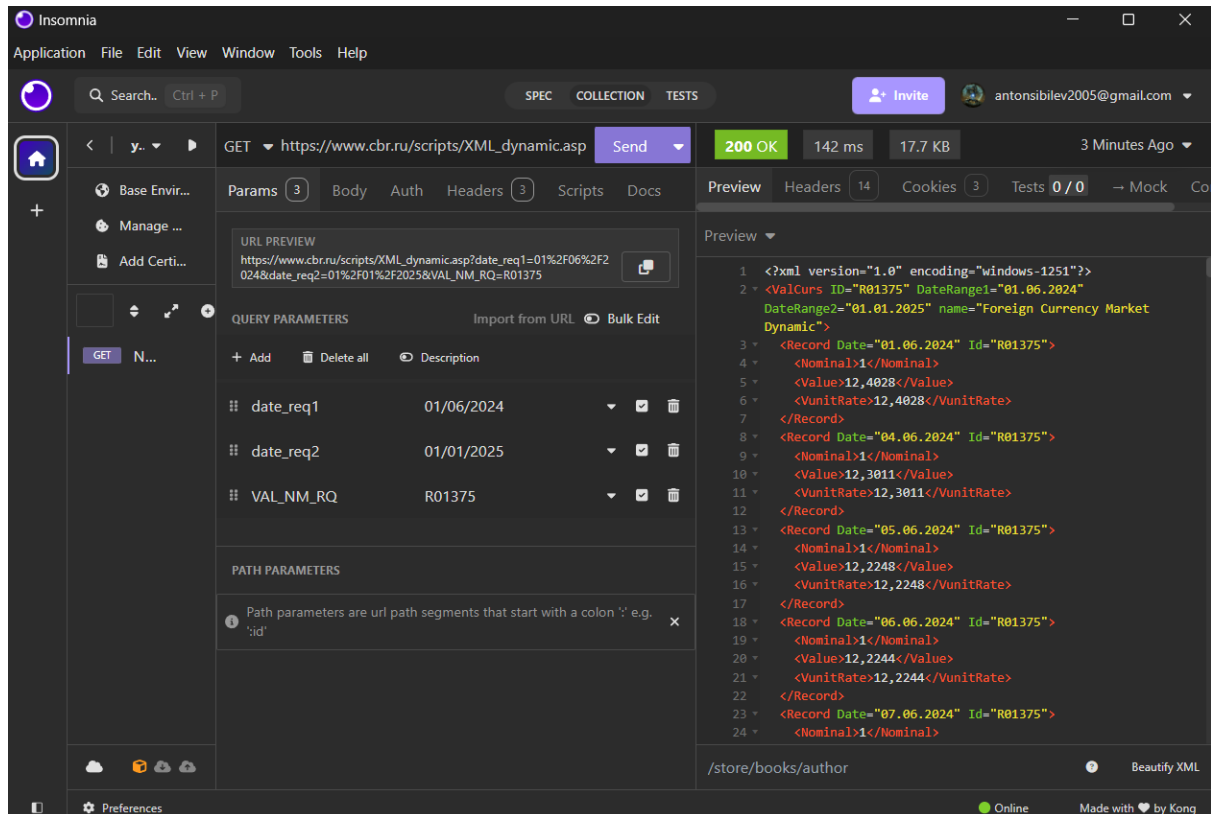 Insomnia
Application File Edit View Window Tools Help
Search.. Ctrl + P
SPEC COLLECTION TESTS
Invite
antonsibilev2005@gmail.com
y..
GET https://www.cbr.ru/scripts/XML_dynamic.asp Send
200 OK 142 ms 17.7 KB 3 Minutes Ago
Base Envir...
Manage ...
Add Certi...
GET N...
Params 3 Body Auth Headers 3 Scripts Docs
URL PREVIEW
https://www.cbr.ru/scripts/XML_dynamic.asp?date_req1=01%2F06%2F2
024&date_req2=01%2F01%2F2025&VAL_NM_RQ=R01375
QUERY PARAMETERS Import from URL Bulk Edit
+ Add Delete all Description
date_req1 01/06/2024
date_req2 01/01/2025
VAL_NM_RQ R01375
PATH PARAMETERS
Path parameters are url path segments that start with a colon ':' e.g.
':id'
Preview Headers 14 Cookies 3 Tests 0 / 0 → Mock Co
Preview
1 <?xml version="1.0" encoding="windows-1251"?>
2 <ValCurs ID="R01375" DateRange1="01.06.2024"
DateRange2="01.01.2025" name="Foreign Currency Market
Dynamic">
3 <Record Date="01.06.2024" Id="R01375">
4 <Nominal>1</Nominal>
5 <Value>12,4028</Value>
6 <VunitRate>12,4028</VunitRate>
7 </Record>
8 <Record Date="04.06.2024" Id="R01375">
9 <Nominal>1</Nominal>
10 <Value>12,3011</Value>
11 <VunitRate>12,3011</VunitRate>
12 </Record>
13 <Record Date="05.06.2024" Id="R01375">
14 <Nominal>1</Nominal>
15 <Value>12,2248</Value>
16 <VunitRate>12,2248</VunitRate>
17 </Record>
18 <Record Date="06.06.2024" Id="R01375">
19 <Nominal>1</Nominal>
20 <Value>12,2244</Value>
21 <VunitRate>12,2244</VunitRate>
22 </Record>
23 <Record Date="07.06.2024" Id="R01375">
24 <Nominal>1</Nominal>
/store/books/author Beautify XML
Preferences
Online Made with ♥ by Kong